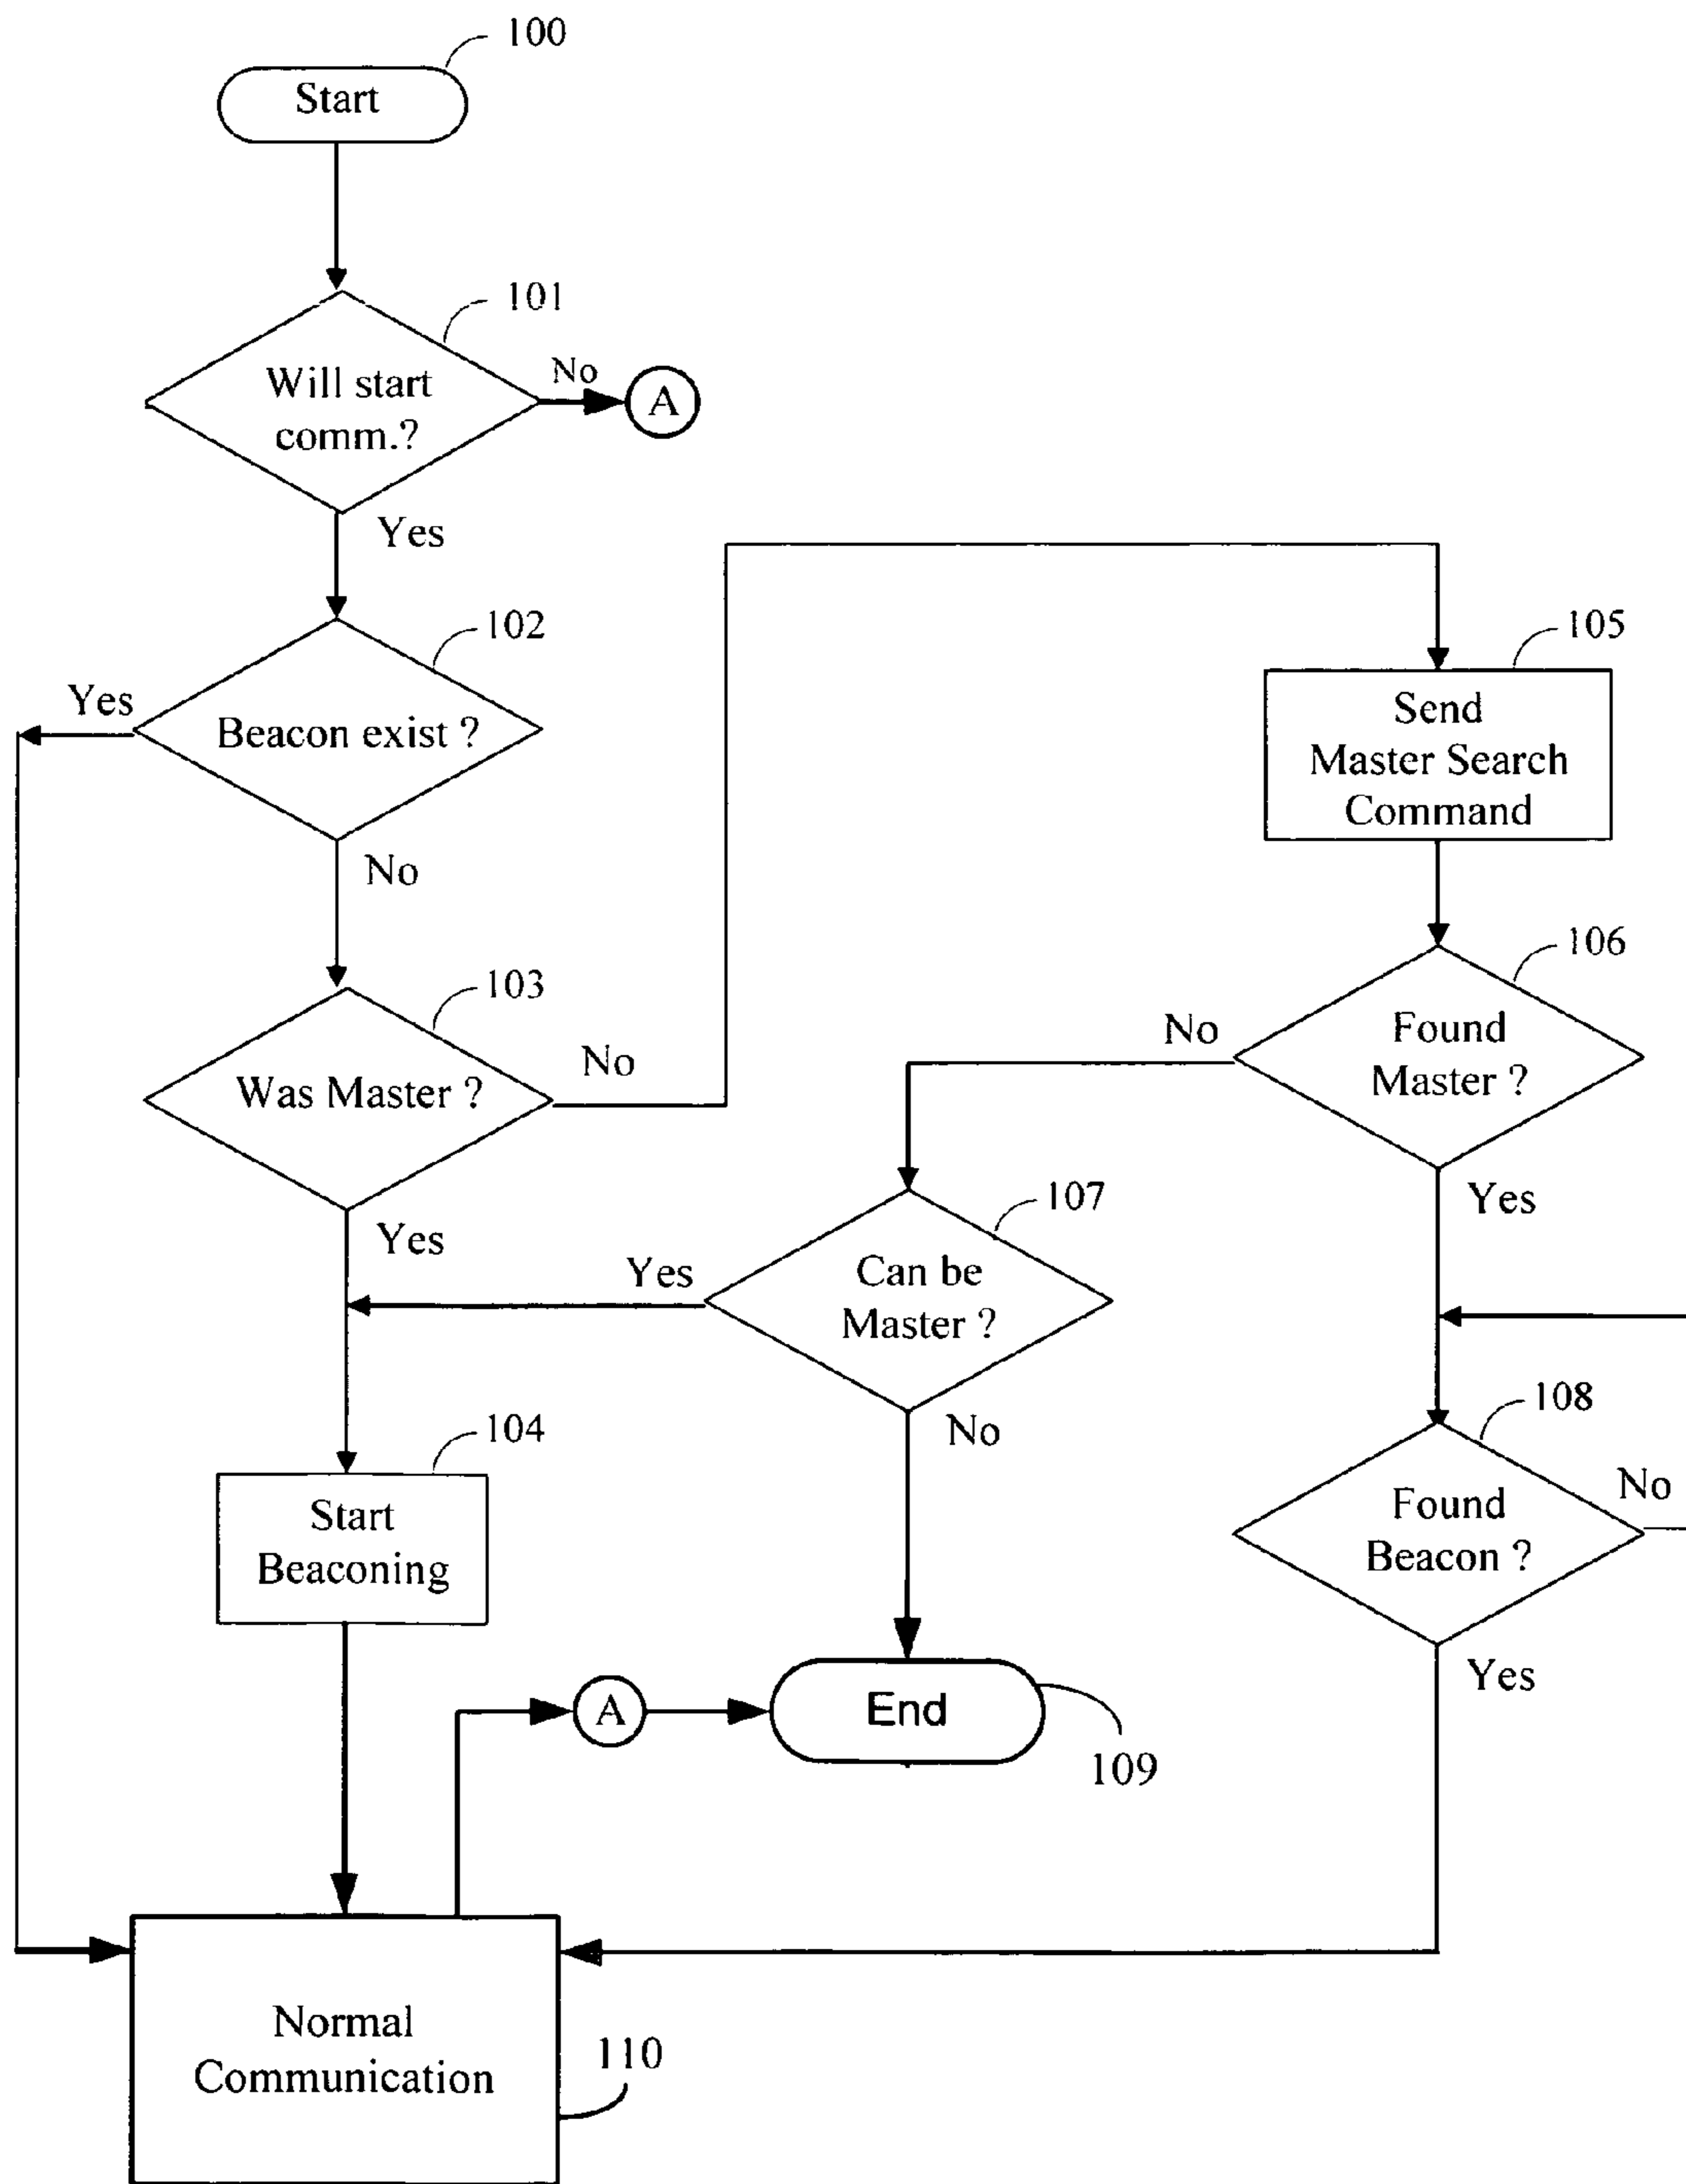 100
Start
101
Will start
comm.?
No
A
Yes
102
Yes
Beacon exist ?
No
103
Was Master ?
No
Yes
104
Start
Beaconing
105
Send
Master Search
Command
106
Found
Master ?
No
Yes
107
Can be
Master ?
Yes
No
108
Found
Beacon ?
No
Yes
A
End
109
Normal
Communication
110